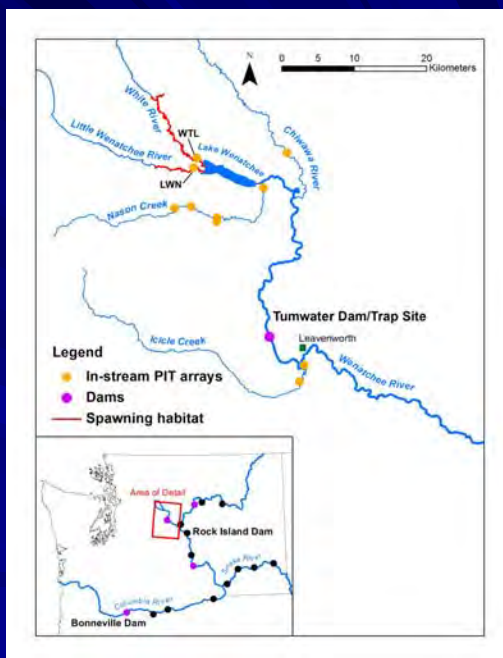 N
0 5 10 20
Kilometers
White River
Little Wenatchee River
WTL
Lake Wenatchee
Chiwawa River
LWN
Nason Creek
Tumwater Dam/Trap Site
Leavenworth
Icicle Creek
Wenatchee River
Legend
In-stream PIT arrays
Dams
Spawning habitat
Area of Detail
Rock Island Dam
Snake River
Columbia River
Bonneville Dam